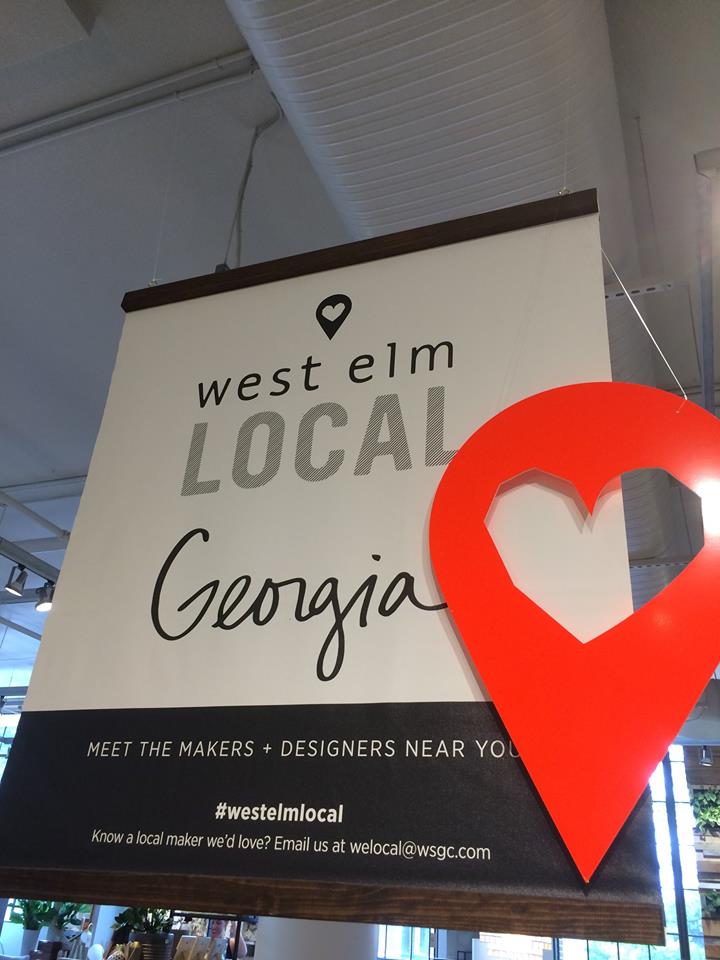 west elm
LOCAL
Georgia
MEET THE MAKERS + DESIGNERS NEAR YOU
#westelmlocal
Know a local maker we'd love? Email us at welocal@wsgc.com